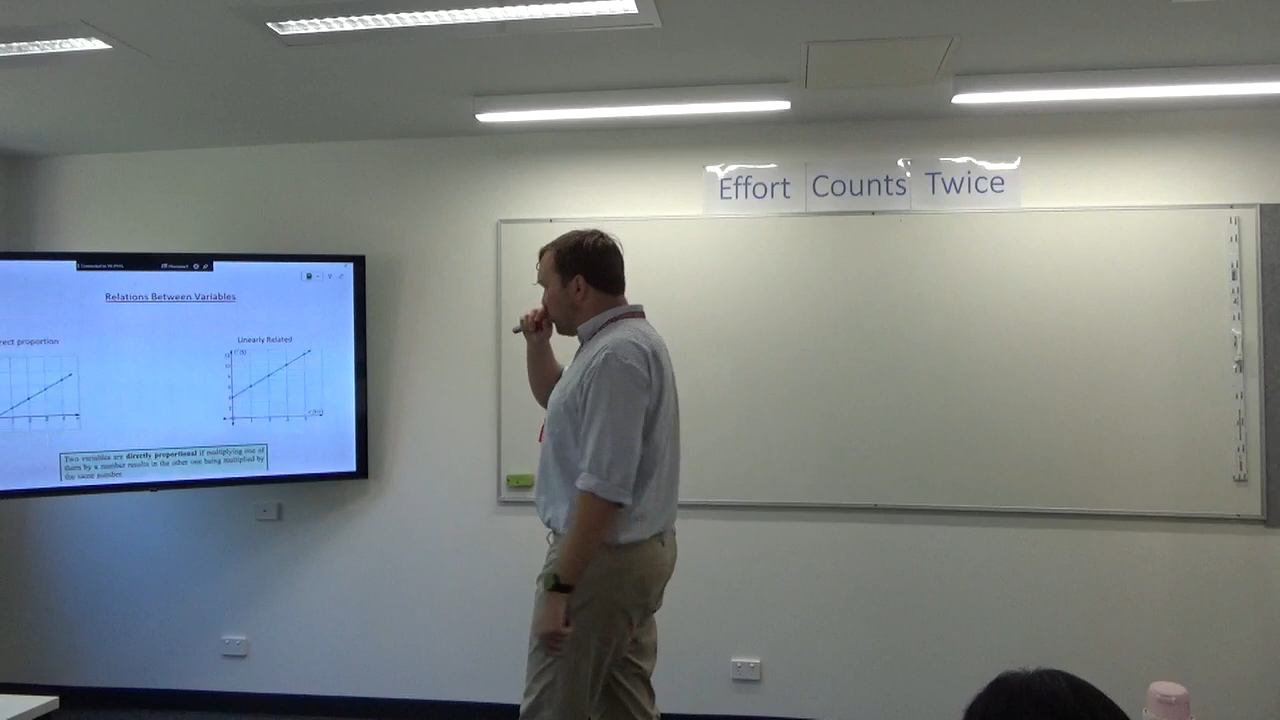 Effort Counts Twice
Relations Between Variables
rect proportion
Linearly Related
Two variables are directly proportional if multiplying one of
them by a number results in the other one being multiplied by
the same number.